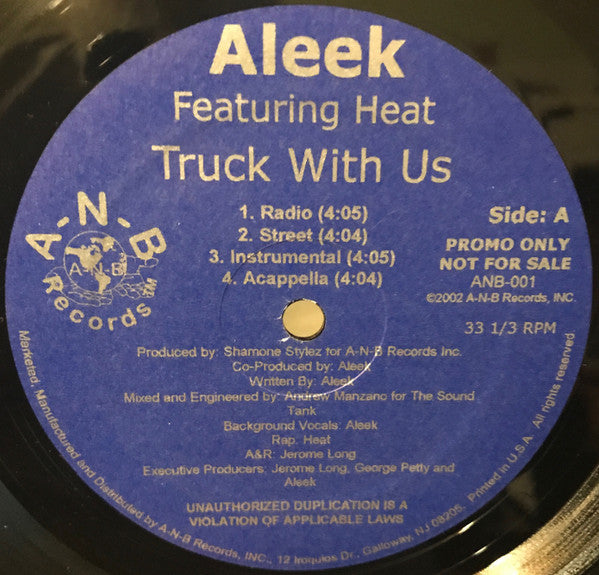 Aleek
Featuring Heat
Truck With Us
1. Radio (4:05)
2. Street (4:04)
3. Instrumental (4:05)
4. Acappella (4:04)
Side: A
PROMO ONLY
NOT FOR SALE
ANB-001
©2002 A-N-B Records, INC.
33 1/3 RPM
A-N-B
A-N-B
Records TM
Produced by: Shamone Stylez for A-N-B Records Inc.
Co-Produced by: Aleek
Written By: Aleek
Mixed and Engineered by: Andrew Manzano for The Sound
Tank
Background Vocals: Aleek
Rap: Heat
A&R: Jerome Long
Executive Producers: Jerome Long, George Petty and
Aleek
UNAUTHORIZED DUPLICATION IS A
VIOLATION OF APPLICABLE LAWS
Marketed, Manufactured and Distributed by A-N-B Records, INC., 12 Iroquios Dr., Galloway, NJ 08205. Printed in U.S.A. All rights reserved